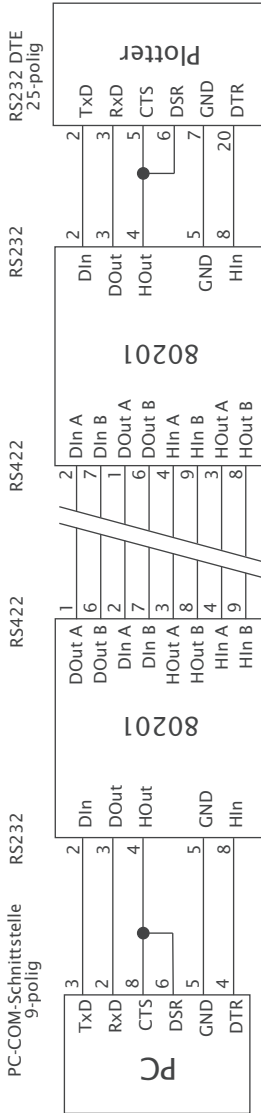 PC-COM-Schnittstelle
9-polig
PC
TxD 3
RxD 2
CTS 8
DSR 6
GND 5
DTR 4
RS232
2 DIn
3 DOut
4 HOut
5 GND
8 HIn
80201
RS422
DOut A 1
DOut B 6
DIn A 2
DIn B 7
HOut A 3
HOut B 8
HIn A 4
HIn B 9
RS422
2 DIn A
7 DIn B
1 DOut A
6 DOut B
4 HIn A
9 HIn B
3 HOut A
8 HOut B
80201
RS232
DIn 2
DOut 3
HOut 4
GND 5
HIn 8
RS232 DTE
25-polig
2 TxD
3 RxD
5 CTS
6 DSR
7 GND
20 DTR
Plotter